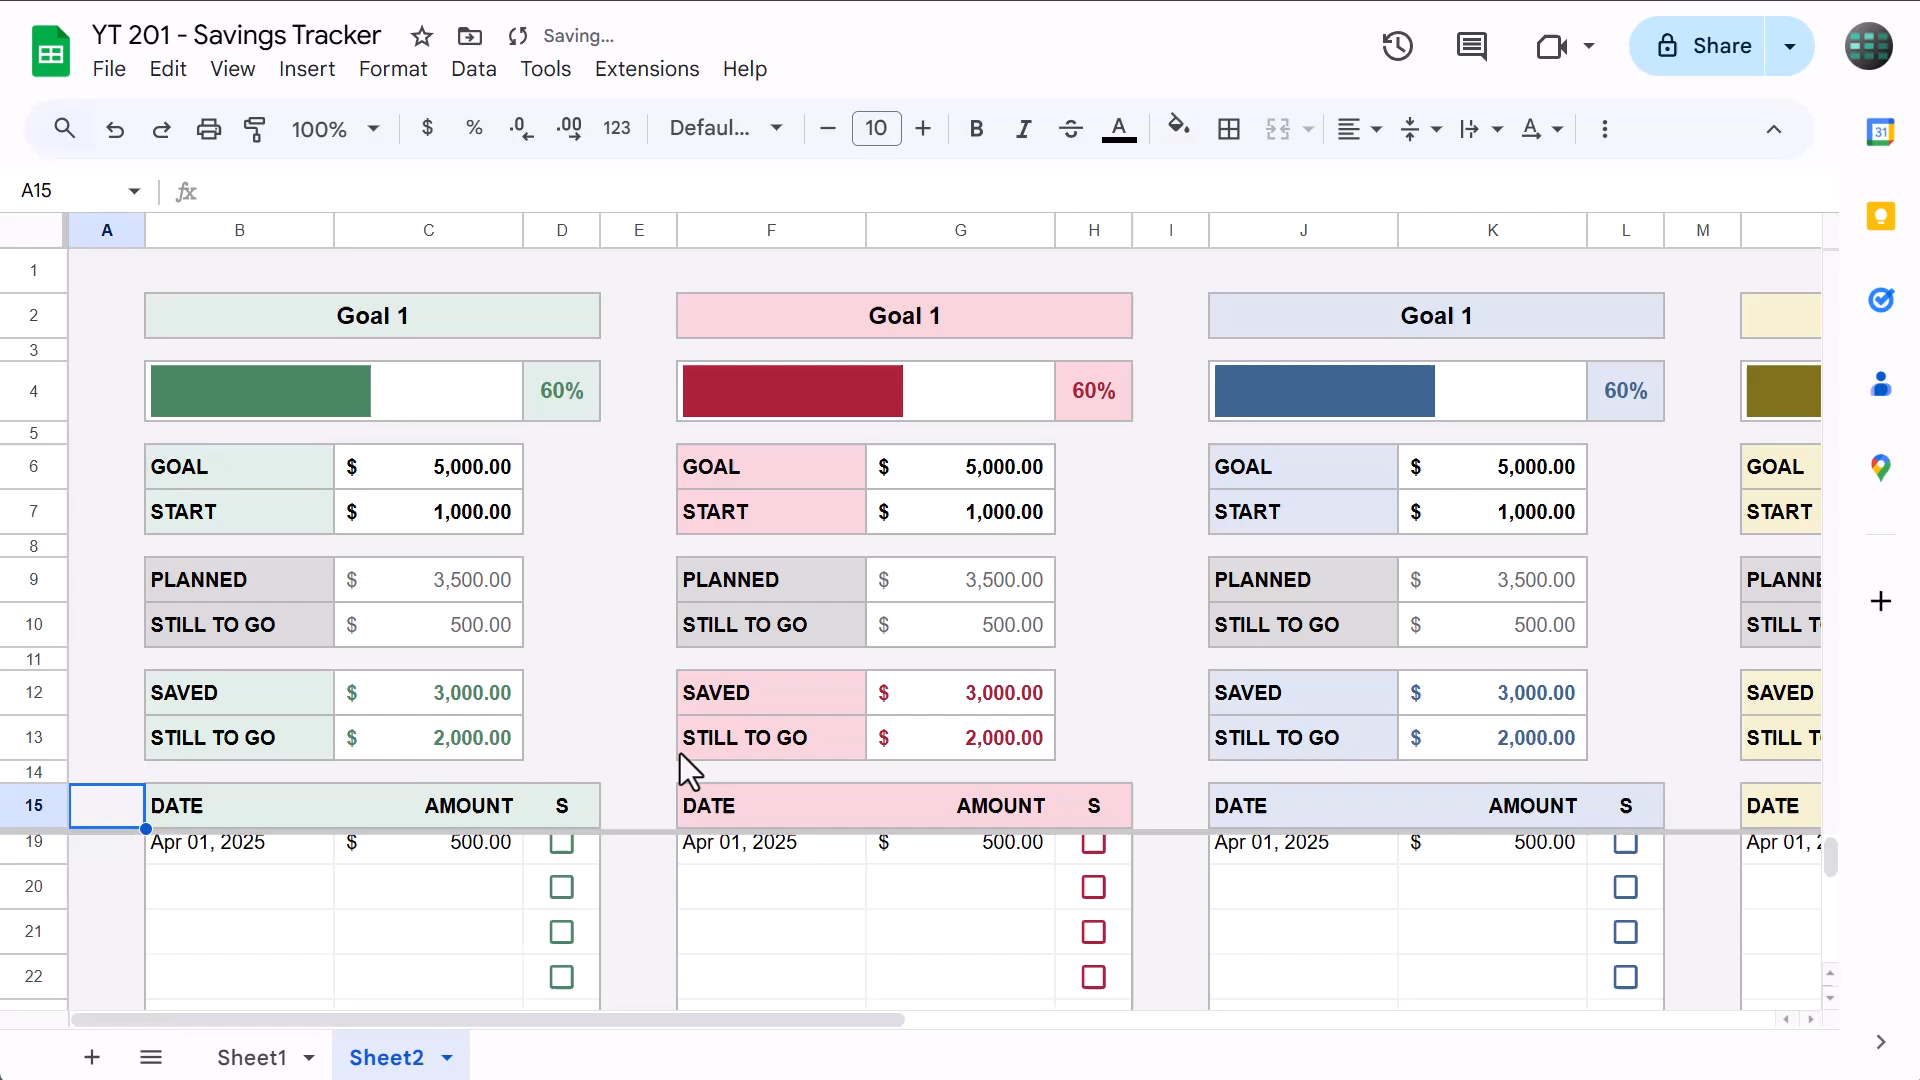 YT 201 - Savings Tracker Saving...
File Edit View Insert Format Data Tools Extensions Help
Share
100% $ % .0 .00 123 Defaul... 10 B I A A
31
A15 fx
A B C D E F G H I J K L M
1
2 Goal 1 Goal 1 Goal 1
3
4 60% 60% 60%
5
6 GOAL $ 5,000.00 GOAL $ 5,000.00 GOAL $ 5,000.00 GOAL
7 START $ 1,000.00 START $ 1,000.00 START $ 1,000.00 START
8
9 PLANNED $ 3,500.00 PLANNED $ 3,500.00 PLANNED $ 3,500.00 PLANNE
10 STILL TO GO $ 500.00 STILL TO GO $ 500.00 STILL TO GO $ 500.00 STILL T
11
12 SAVED $ 3,000.00 SAVED $ 3,000.00 SAVED $ 3,000.00 SAVED
13 STILL TO GO $ 2,000.00 STILL TO GO $ 2,000.00 STILL TO GO $ 2,000.00 STILL T
14
15 DATE AMOUNT S DATE AMOUNT S DATE AMOUNT S DATE
19 Apr 01, 2025 $ 500.00 Apr 01, 2025 $ 500.00 Apr 01, 2025 $ 500.00 Apr 01,
20
21
22
Sheet1 Sheet2